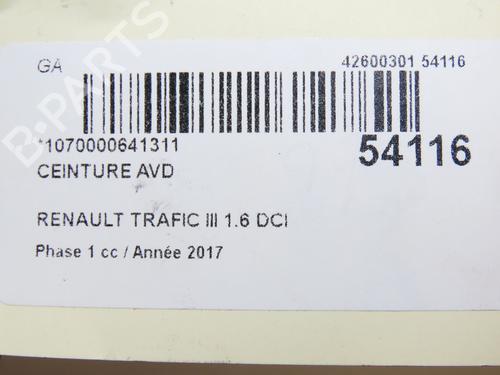 GA 42600301 54116
*1070000641311 54116
CEINTURE AVD
RENAULT TRAFIC III 1.6 DCI
Phase 1 cc / Année 2017
B-PARTS